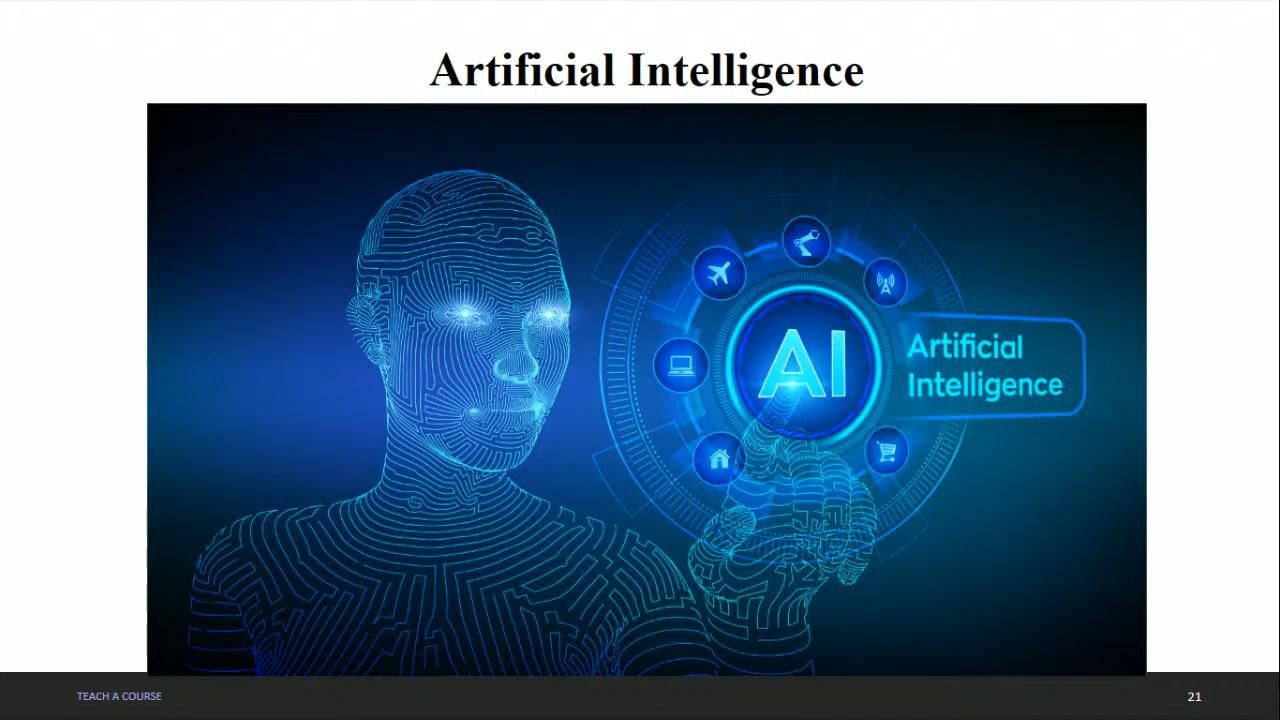 Artificial Intelligence
AI
Artificial
Intelligence
TEACH A COURSE
21